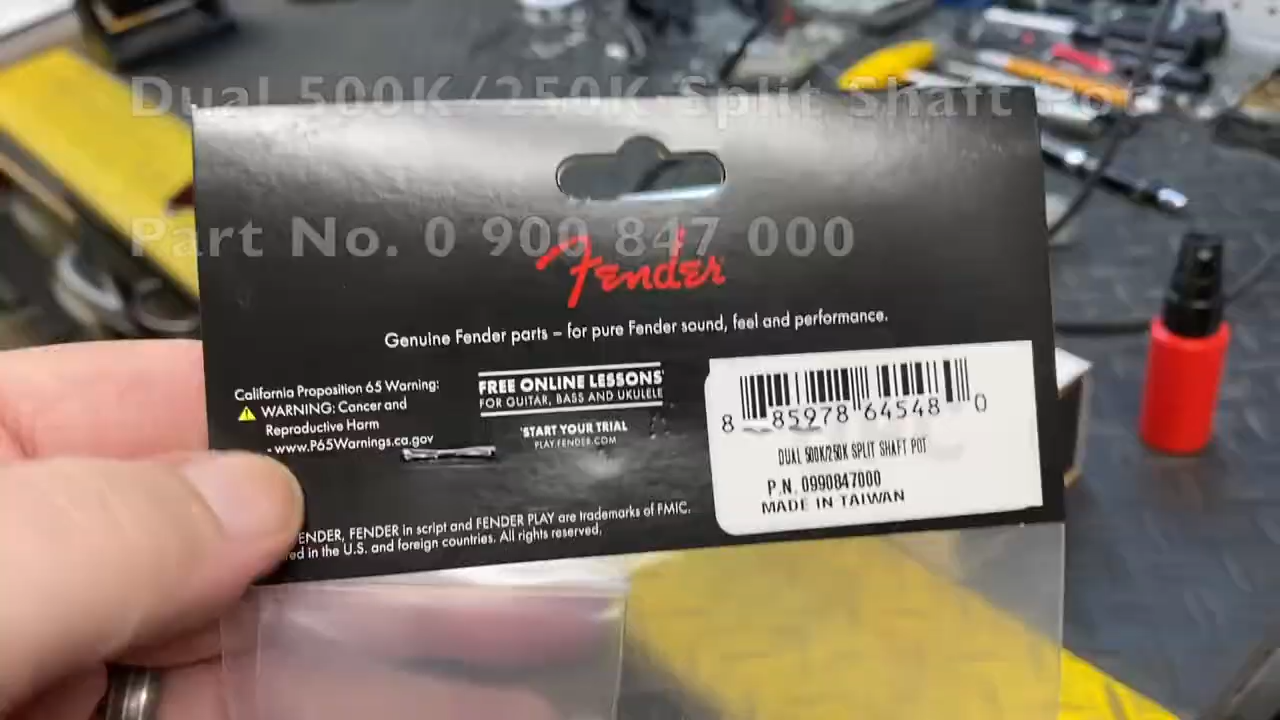 Dual 500K/250K Split Shaft Pot
Part No. 0 900 847 000
Fender
Genuine Fender parts – for pure Fender sound, feel and performance.
California Proposition 65 Warning:
WARNING: Cancer and
Reproductive Harm
- www.P65Warnings.ca.gov
FREE ONLINE LESSONS*
FOR GUITAR, BASS AND UKULELE
*START YOUR TRIAL
PLAY.FENDER.COM
8 85978 64548 0
DUAL 500K/250K SPLIT SHAFT POT
P.N. 0990847000
MADE IN TAIWAN
ENDER, FENDER in script and FENDER PLAY are trademarks of FMIC.
ed in the U.S. and foreign countries. All rights reserved.